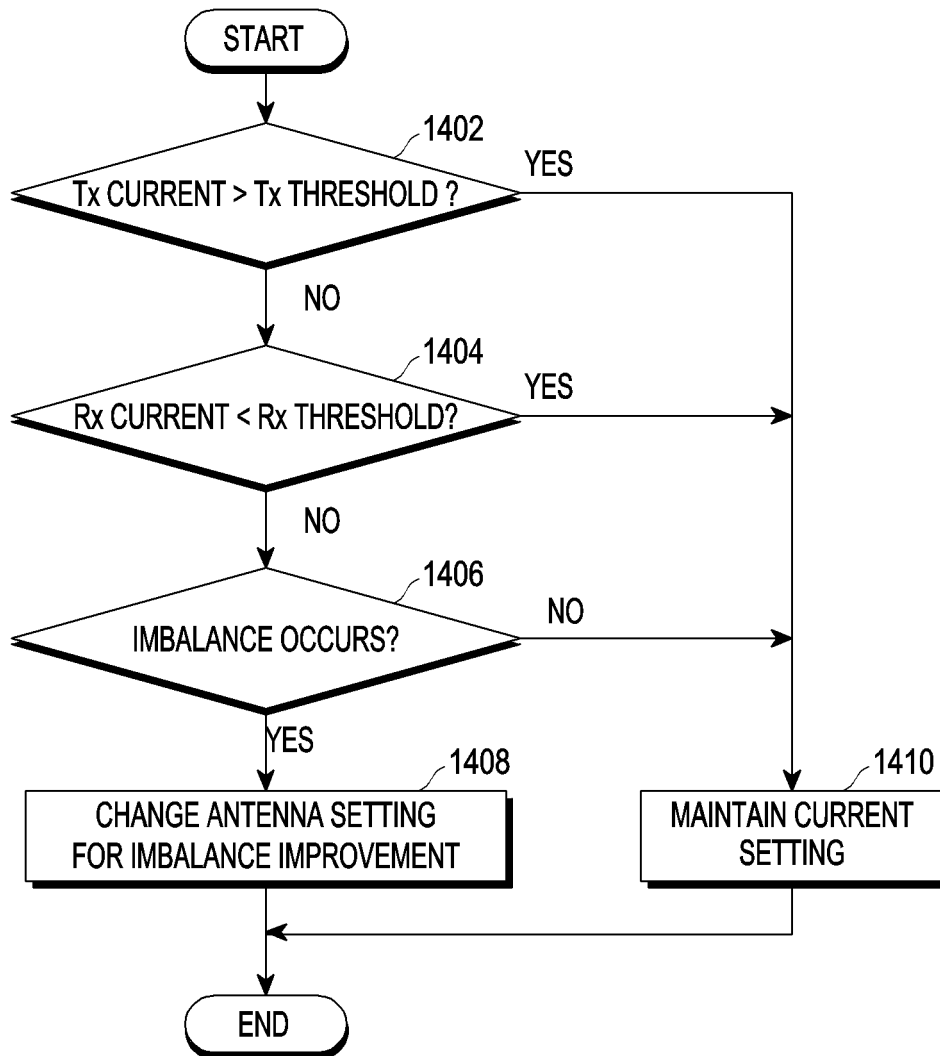 START
1402
Tx CURRENT > Tx THRESHOLD ?
YES
NO
1404
Rx CURRENT < Rx THRESHOLD?
YES
NO
1406
IMBALANCE OCCURS?
NO
YES
1408
CHANGE ANTENNA SETTING
FOR IMBALANCE IMPROVEMENT
1410
MAINTAIN CURRENT
SETTING
END